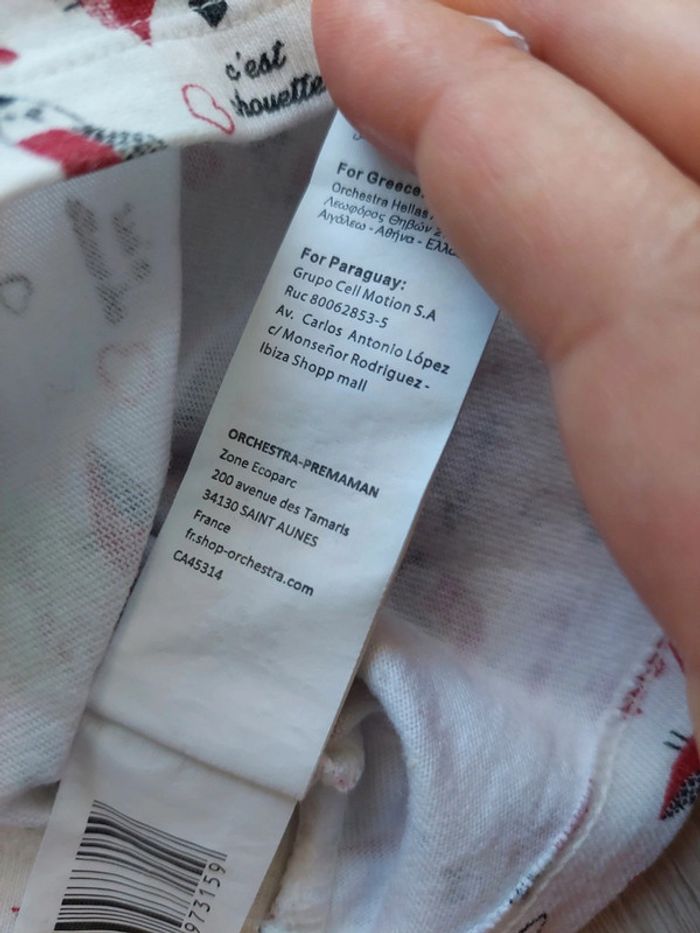 c'est
chouette
For Greece:
Orchestra Hellas
Λεωφόρος Θηβών
Αιγάλεω - Αθήνα - Ελλά
For Paraguay:
Grupo Cell Motion S.A
Ruc 80062853-5
Av. Carlos Antonio López
c/ Monseñor Rodriguez -
Ibiza Shopp mall
ORCHESTRA-PREMAMAN
Zone Ecoparc
200 avenue des Tamaris
34130 SAINT AUNES
France
fr.shop-orchestra.com
CA45314
973159